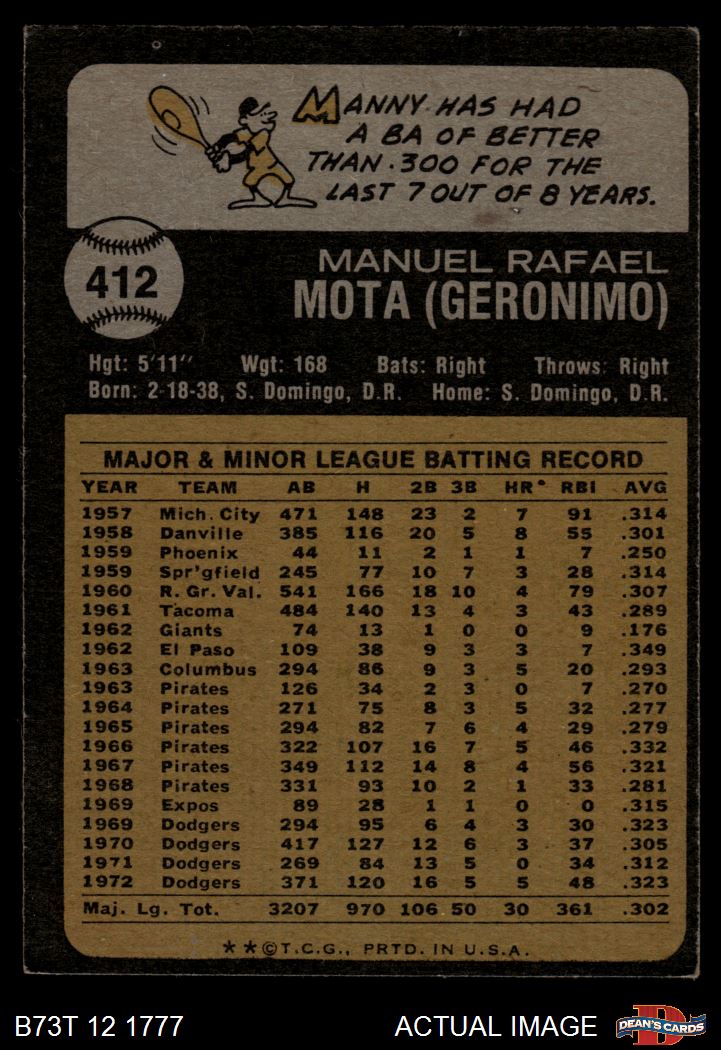 MANNY HAS HAD
A BA OF BETTER
THAN .300 FOR THE
LAST 7 OUT OF 8 YEARS.
412
MANUEL RAFAEL
MOTA (GERONIMO)
Hgt: 5'11" Wgt: 168 Bats: Right Throws: Right
Born: 2-18-38, S. Domingo, D.R. Home: S. Domingo, D.R.
MAJOR & MINOR LEAGUE BATTING RECORD
YEAR TEAM AB H 2B 3B HR RBI AVG
1957 Mich. City 471 148 23 2 7 91 .314
1958 Danville 385 116 20 5 8 55 .301
1959 Phoenix 44 11 2 1 1 7 .250
1959 Spr'gfield 245 77 10 7 3 28 .314
1960 R. Gr. Val. 541 166 18 10 4 79 .307
1961 Tacoma 484 140 13 4 3 43 .289
1962 Giants 74 13 1 0 0 9 .176
1962 El Paso 109 38 9 3 3 7 .349
1963 Columbus 294 86 9 3 5 20 .293
1963 Pirates 126 34 2 3 0 7 .270
1964 Pirates 271 75 8 3 5 32 .277
1965 Pirates 294 82 7 6 4 29 .279
1966 Pirates 322 107 16 7 5 46 .332
1967 Pirates 349 112 14 8 4 56 .321
1968 Pirates 331 93 10 2 1 33 .281
1969 Expos 89 28 1 1 0 0 .315
1969 Dodgers 294 95 6 4 3 30 .323
1970 Dodgers 417 127 12 6 3 37 .305
1971 Dodgers 269 84 13 5 0 34 .312
1972 Dodgers 371 120 16 5 5 48 .323
Maj. Lg. Tot. 3207 970 106 50 30 361 .302
**©T.C.G., PRTD. IN U.S.A.
B73T 12 1777 ACTUAL IMAGE DEAN'S CARDS